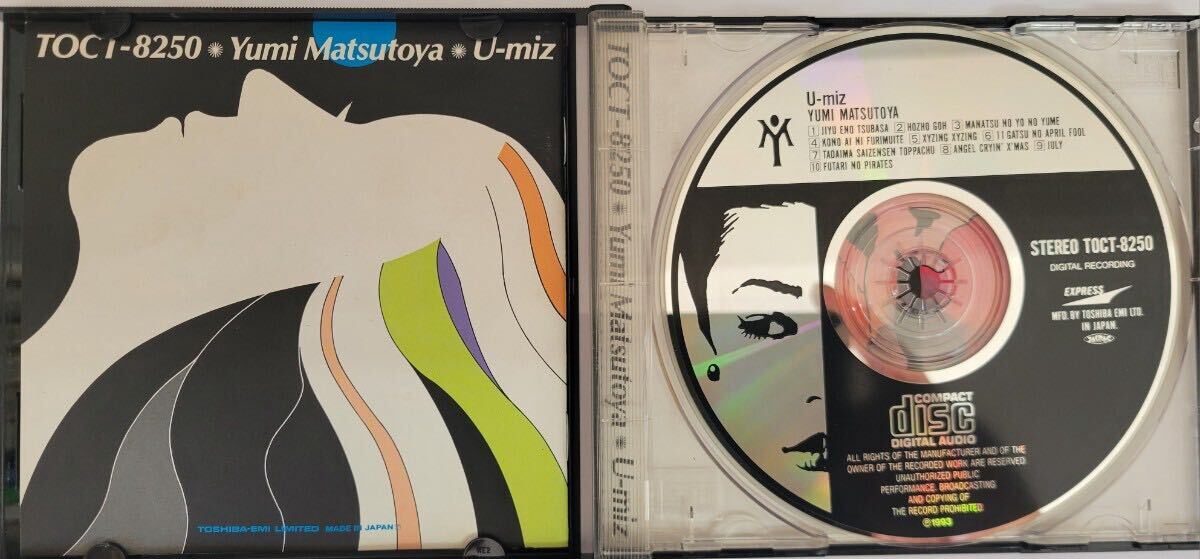 TOCT-8250 ✺ Yumi Matsutoya ✺ U-miz
TOSHIBA-EMI LIMITED MADE IN JAPAN
TOCT-8250 ✺ Yumi Matsutoya ✺ U-miz
U-miz
YUMI MATSUTOYA
1 JIYU ENO TSUBASA 2 HOZHO GOH 3 MANATSU NO YO NO YUME
4 KONO AI NI FURIMUITE 5 XYZING XYZING 6 11 GATSU NO APRIL FOOL
7 TADAIMA SAIZENSEN TOPPACHU 8 ANGEL CRYIN' X'MAS 9 JULY
10 FUTARI NO PIRATES
STEREO TOCT-8250
DIGITAL RECORDING
EXPRESS
MFD. BY TOSHIBA EMI LTD.
IN JAPAN.
COMPACT
disc
DIGITAL AUDIO
ALL RIGHTS OF THE MANUFACTURER AND OF THE
OWNER OF THE RECORDED WORK ARE RESERVED
UNAUTHORIZED PUBLIC
PERFORMANCE, BROADCASTING
AND COPYING OF
THE RECORD PROHIBITED
℗1993